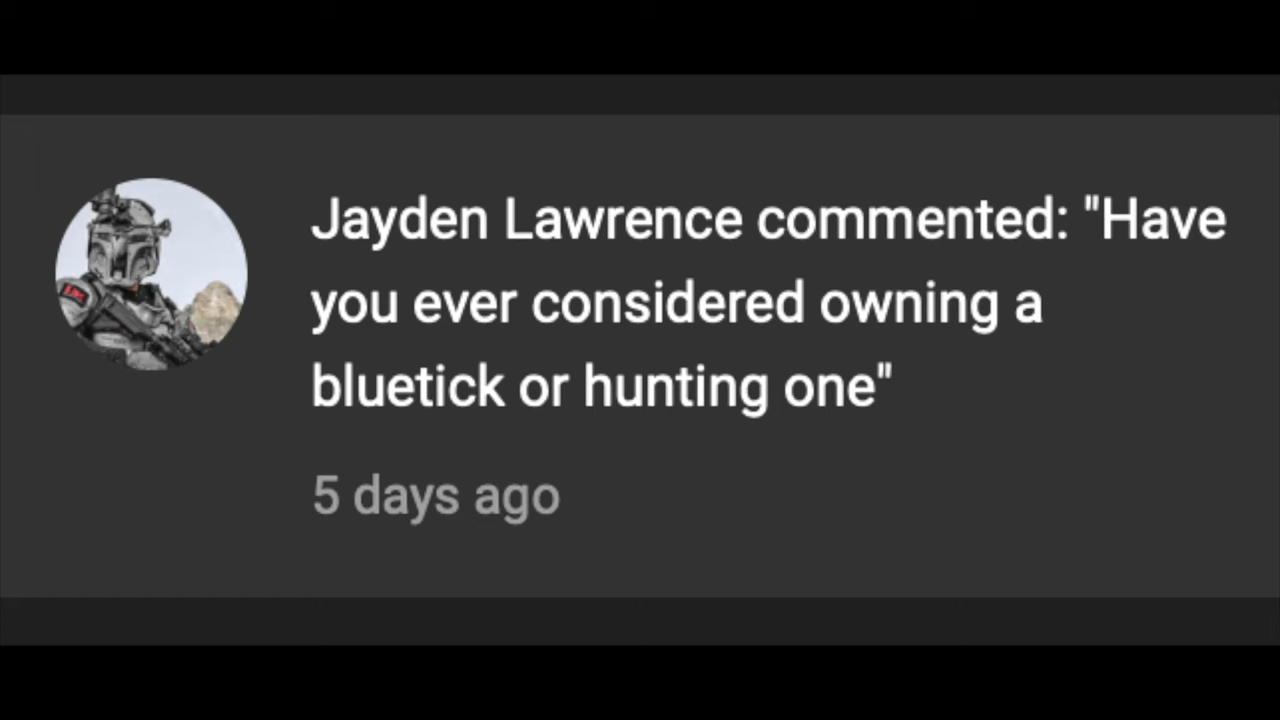 Jayden Lawrence commented: "Have
you ever considered owning a
bluetick or hunting one"
5 days ago